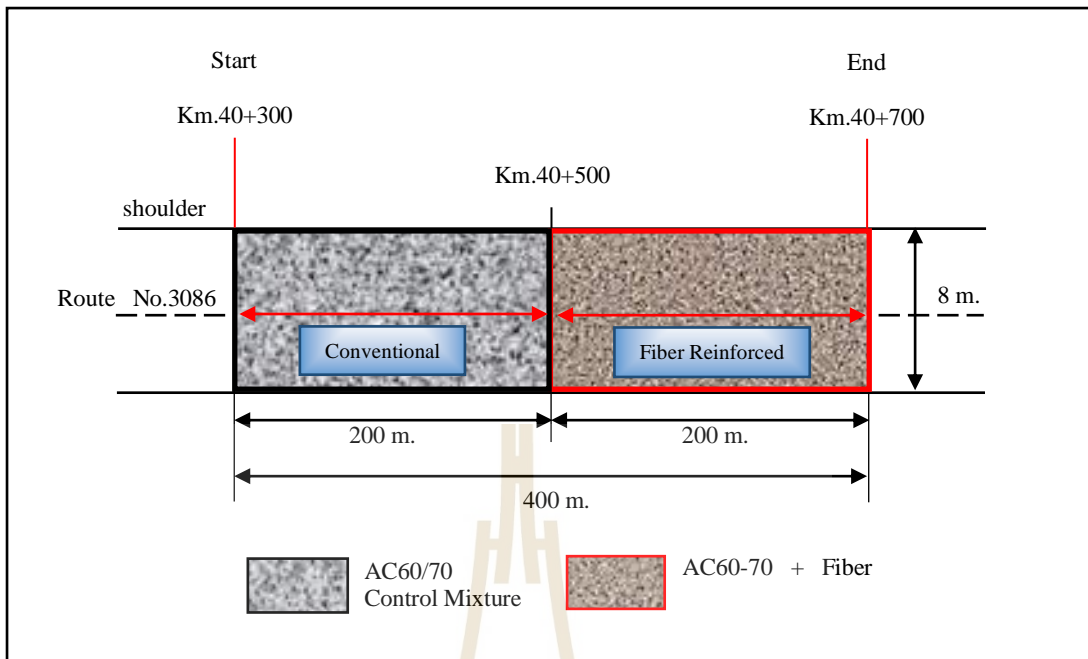 Start
End
Km.40+300
Km.40+700
Km.40+500
shoulder
Route No.3086
8 m.
Conventional
Fiber Reinforced
200 m.
200 m.
400 m.
AC60/70
Control Mixture
AC60-70 + Fiber